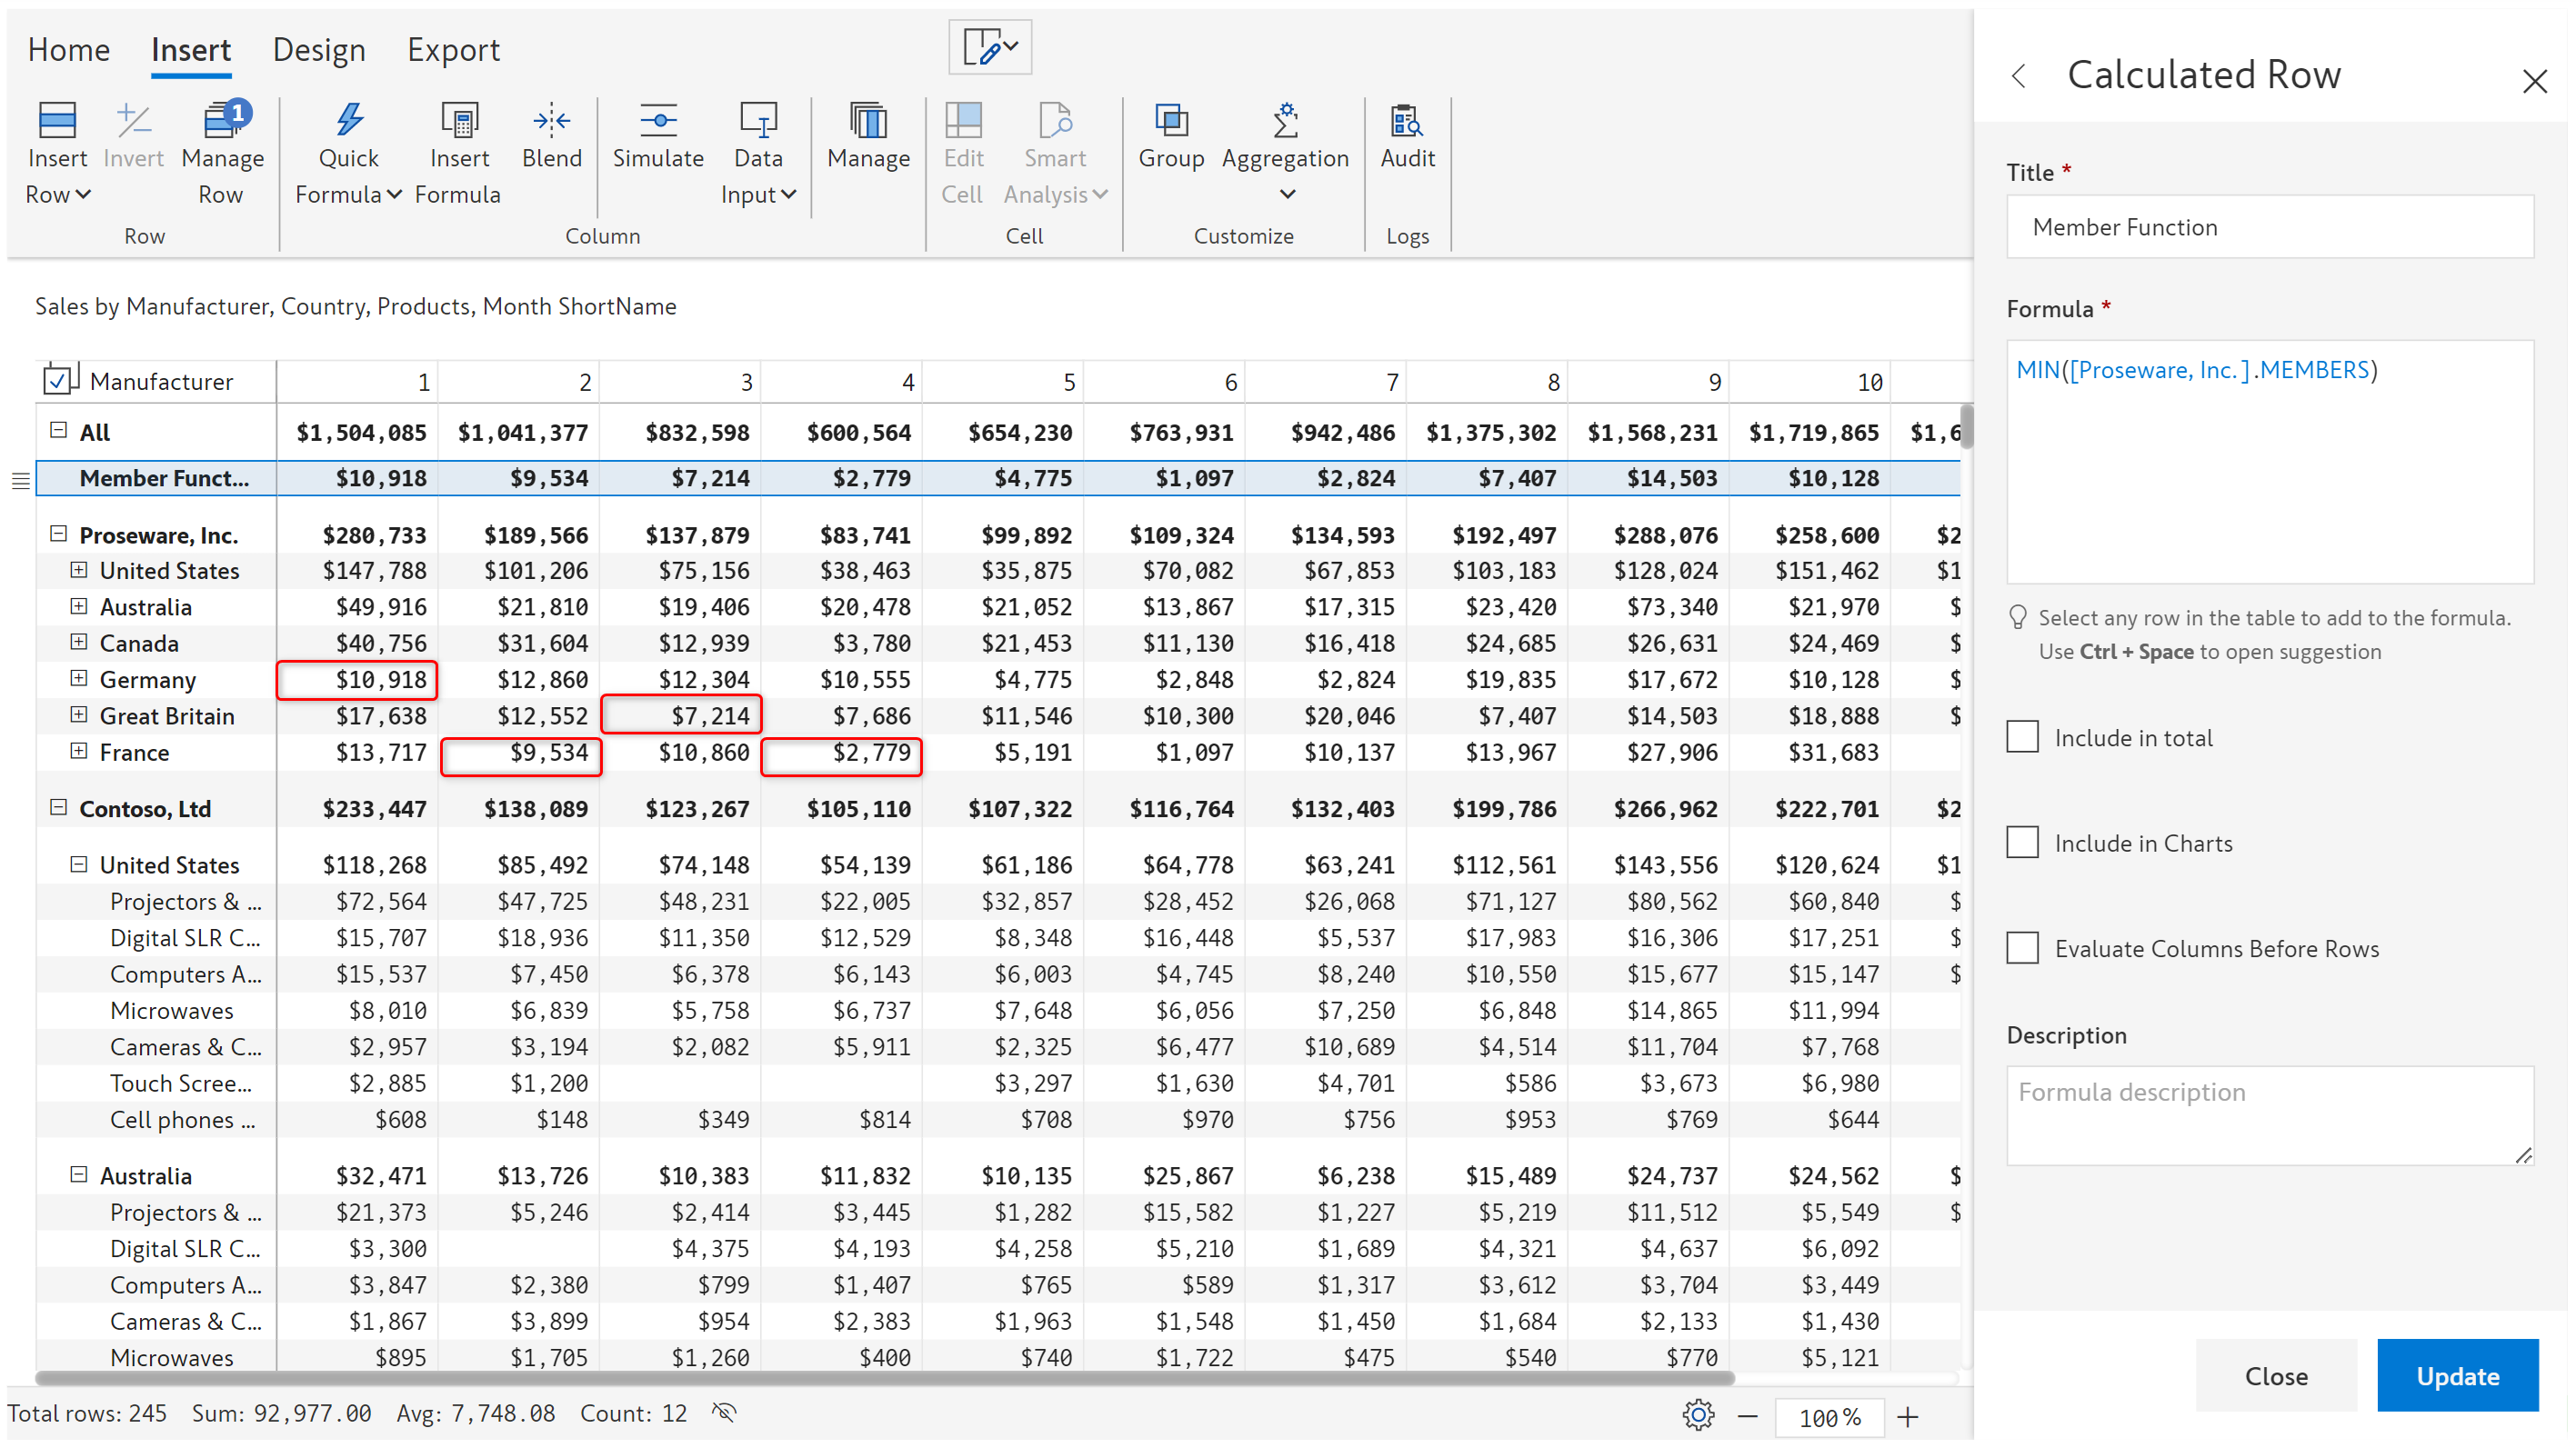 Home Insert Design Export
1
Insert Invert Manage Quick Insert Blend Simulate Data Manage Edit Smart Group Aggregation Audit
Row Row Formula Formula Input Cell Analysis
Row Column Cell Customize Logs
Sales by Manufacturer, Country, Products, Month ShortName
Manufacturer 1 2 3 4 5 6 7 8 9 10
All $1,504,085 $1,041,377 $832,598 $600,564 $654,230 $763,931 $942,486 $1,375,302 $1,568,231 $1,719,865 $1,6
Member Funct... $10,918 $9,534 $7,214 $2,779 $4,775 $1,097 $2,824 $7,407 $14,503 $10,128
Proseware, Inc. $280,733 $189,566 $137,879 $83,741 $99,892 $109,324 $134,593 $192,497 $288,076 $258,600 $2
United States $147,788 $101,206 $75,156 $38,463 $35,875 $70,082 $67,853 $103,183 $128,024 $151,462 $1
Australia $49,916 $21,810 $19,406 $20,478 $21,052 $13,867 $17,315 $23,420 $73,340 $21,970 $
Canada $40,756 $31,604 $12,939 $3,780 $21,453 $11,130 $16,418 $24,685 $26,631 $24,469 $
Germany $10,918 $12,860 $12,304 $10,555 $4,775 $2,848 $2,824 $19,835 $17,672 $10,128 $
Great Britain $17,638 $12,552 $7,214 $7,686 $11,546 $10,300 $20,046 $7,407 $14,503 $18,888 $
France $13,717 $9,534 $10,860 $2,779 $5,191 $1,097 $10,137 $13,967 $27,906 $31,683
Contoso, Ltd $233,447 $138,089 $123,267 $105,110 $107,322 $116,764 $132,403 $199,786 $266,962 $222,701 $2
United States $118,268 $85,492 $74,148 $54,139 $61,186 $64,778 $63,241 $112,561 $143,556 $120,624 $1
Projectors & ... $72,564 $47,725 $48,231 $22,005 $32,857 $28,452 $26,068 $71,127 $80,562 $60,840 $
Digital SLR C... $15,707 $18,936 $11,350 $12,529 $8,348 $16,448 $5,537 $17,983 $16,306 $17,251 $
Computers A... $15,537 $7,450 $6,378 $6,143 $6,003 $4,745 $8,240 $10,550 $15,677 $15,147 $
Microwaves $8,010 $6,839 $5,758 $6,737 $7,648 $6,056 $7,250 $6,848 $14,865 $11,994
Cameras & C... $2,957 $3,194 $2,082 $5,911 $2,325 $6,477 $10,689 $4,514 $11,704 $7,768
Touch Scree... $2,885 $1,200 $3,297 $1,630 $4,701 $586 $3,673 $6,980
Cell phones ... $608 $148 $349 $814 $708 $970 $756 $953 $769 $644
Australia $32,471 $13,726 $10,383 $11,832 $10,135 $25,867 $6,238 $15,489 $24,737 $24,562 $
Projectors & ... $21,373 $5,246 $2,414 $3,445 $1,282 $15,582 $1,227 $5,219 $11,512 $5,549 $
Digital SLR C... $3,300 $4,375 $4,193 $4,258 $5,210 $1,689 $4,321 $4,637 $6,092
Computers A... $3,847 $2,380 $799 $1,407 $765 $589 $1,317 $3,612 $3,704 $3,449
Cameras & C... $1,867 $3,899 $954 $2,383 $1,963 $1,548 $1,450 $1,684 $2,133 $1,430
Microwaves $895 $1,705 $1,260 $400 $740 $1,722 $475 $540 $770 $5,121
Total rows: 245 Sum: 92,977.00 Avg: 7,748.08 Count: 12 100 %
Calculated Row
Title *
Member Function
Formula *
MIN([Proseware, Inc.].MEMBERS)
Select any row in the table to add to the formula.
Use Ctrl + Space to open suggestion
Include in total
Include in Charts
Evaluate Columns Before Rows
Description
Formula description
Close Update